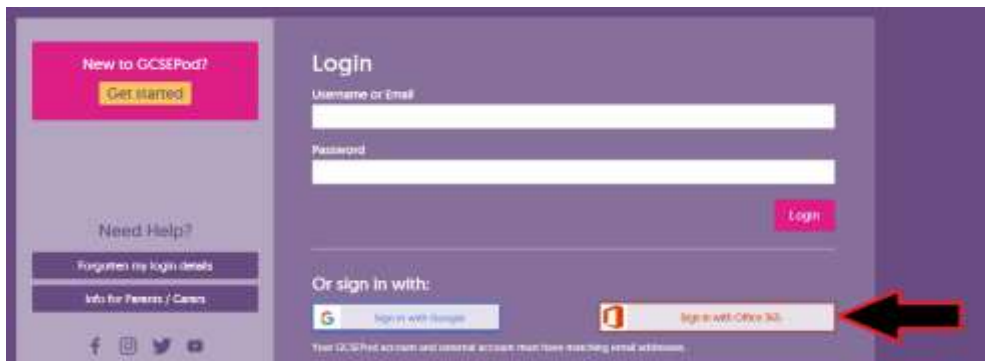 New to GCSEPod?
Get started
Need Help?
Forgotten my login details
Info for Parents / Carers
Login
Username or Email
Password
Login
Or sign in with:
Sign in with Google
Sign in with Office 365
Your GCSEPod account and external account must have matching email addresses.